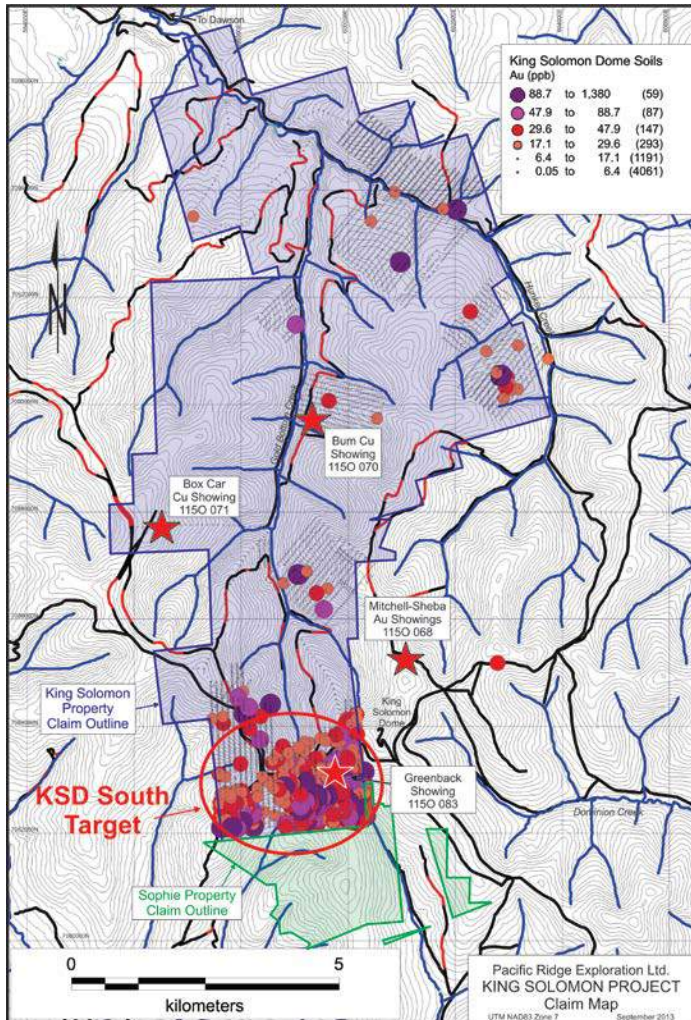 To Dawson
King Solomon Dome Soils
Au (ppb)
88.7 to 1,380 (59)
47.9 to 88.7 (87)
29.6 to 47.9 (147)
17.1 to 29.6 (293)
6.4 to 17.1 (1191)
0.05 to 6.4 (4061)
N
Hunker Creek
Bum Cu
Showing
115O 070
Box Car
Cu Showing
115O 071
Mitchell-Sheba
Au Showings
115O 068
King Solomon
Property
Claim Outline
King
Solomon
Dome
KSD South
Target
Greenback
Showing
115O 083
Dominion Creek
Sophie Property
Claim Outline
0 5
kilometers
Pacific Ridge Exploration Ltd.
KING SOLOMON PROJECT
Claim Map
UTM NAD83 Zone 7 September 2013